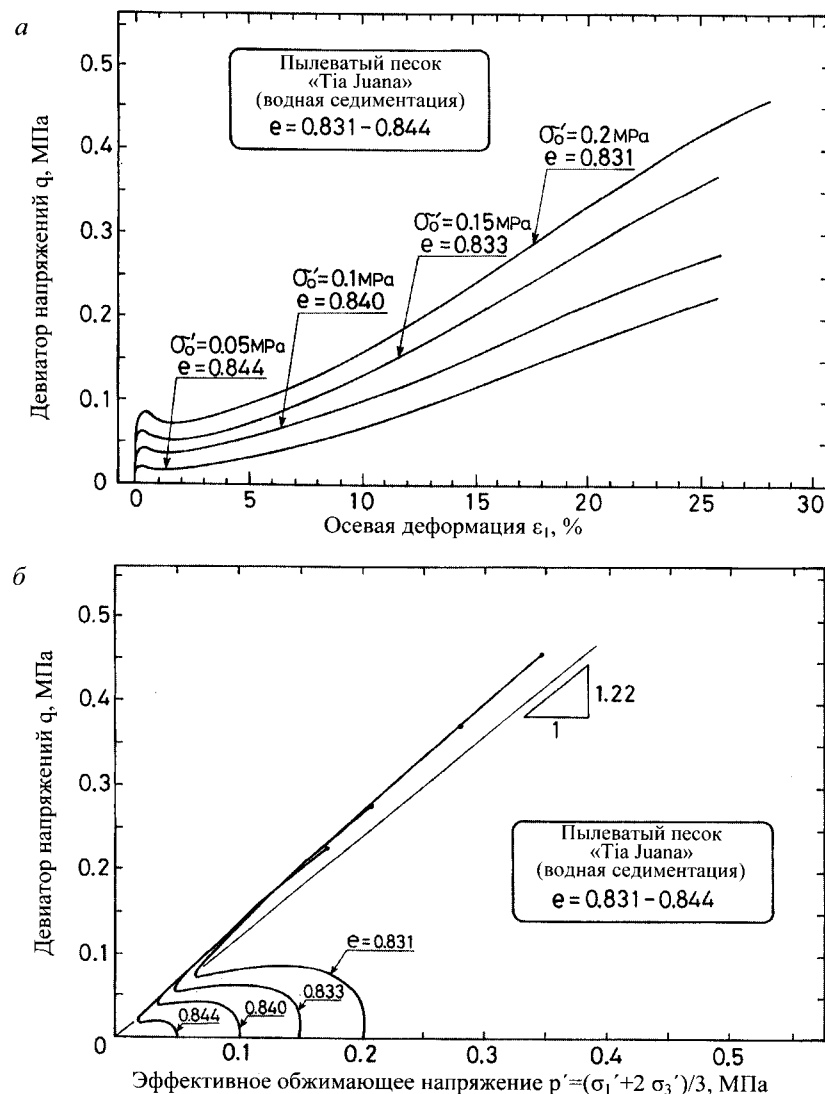 а
Девиатор напряжений q, МПа
0.5
0.4
0.3
0.2
0.1
0
Пылеватый песок
«Tia Juana»
(водная седиментация)
e = 0.831 – 0.844
σ₀′=0.2 MPa
e = 0.831
σ₀′=0.15 MPa
e = 0.833
σ₀′=0.1 MPa
e = 0.840
σ₀′=0.05 MPa
e = 0.844
0 5 10 15 20 25 30
Осевая деформация ε₁, %
б
Девиатор напряжений q, МПа
0.5
0.4
0.3
0.2
0.1
0
1.22
1
Пылеватый песок
«Tia Juana»
(водная седиментация)
e = 0.831 – 0.844
e = 0.831
0.844 0.840 0.833
0.1 0.2 0.3 0.4 0.5
Эффективное обжимающее напряжение p′=(σ₁′+2 σ₃′)/3, МПа